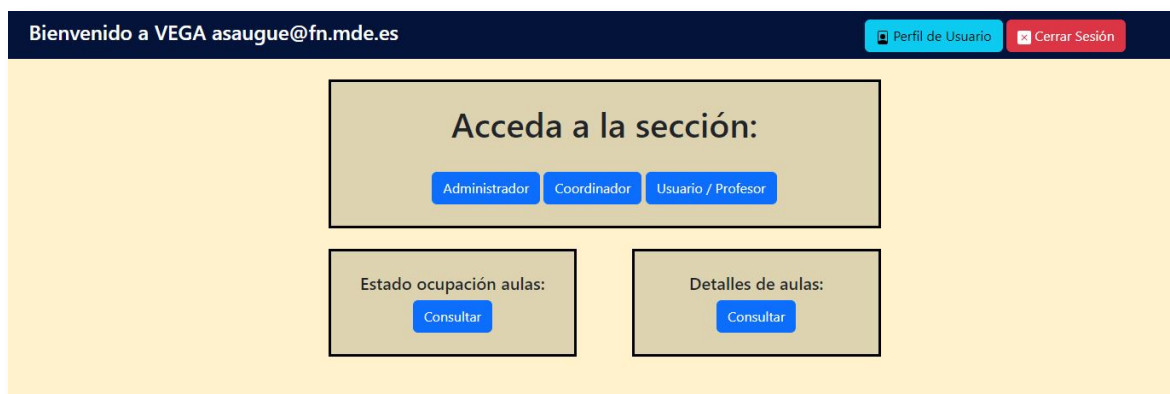 Bienvenido a VEGA asaugue@fn.mde.es
Perfil de Usuario
Cerrar Sesión
Acceda a la sección:
Administrador
Coordinador
Usuario / Profesor
Estado ocupación aulas:
Consultar
Detalles de aulas:
Consultar